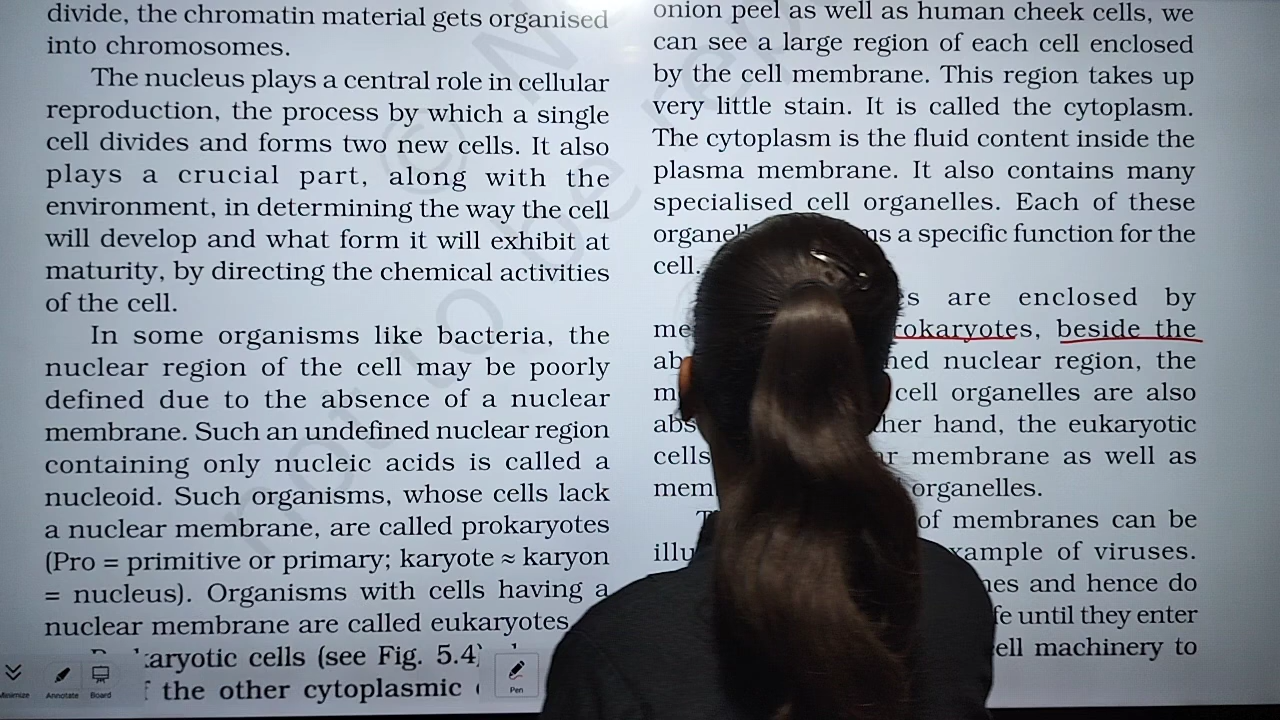 divide, the chromatin material gets organised
into chromosomes.
The nucleus plays a central role in cellular
reproduction, the process by which a single
cell divides and forms two new cells. It also
plays a crucial part, along with the
environment, in determining the way the cell
will develop and what form it will exhibit at
maturity, by directing the chemical activities
of the cell.
In some organisms like bacteria, the
nuclear region of the cell may be poorly
defined due to the absence of a nuclear
membrane. Such an undefined nuclear region
containing only nucleic acids is called a
nucleoid. Such organisms, whose cells lack
a nuclear membrane, are called prokaryotes
(Pro = primitive or primary; karyote ≈ karyon
= nucleus). Organisms with cells having a
nuclear membrane are called eukaryotes
cells (see Fig. 5.4)
the other cytoplasmic
onion peel as well as human cheek cells, we
can see a large region of each cell enclosed
by the cell membrane. This region takes up
very little stain. It is called the cytoplasm.
The cytoplasm is the fluid content inside the
plasma membrane. It also contains many
specialised cell organelles. Each of these
a specific function for the
cell.
are enclosed by
beside the
nuclear region, the
cell organelles are also
hand, the eukaryotic
cells membrane as well as
organelles.
of membranes can be
of viruses.
and hence do
until they enter
machinery to
Minimize
Annotate
Board
Pen
not to be
©